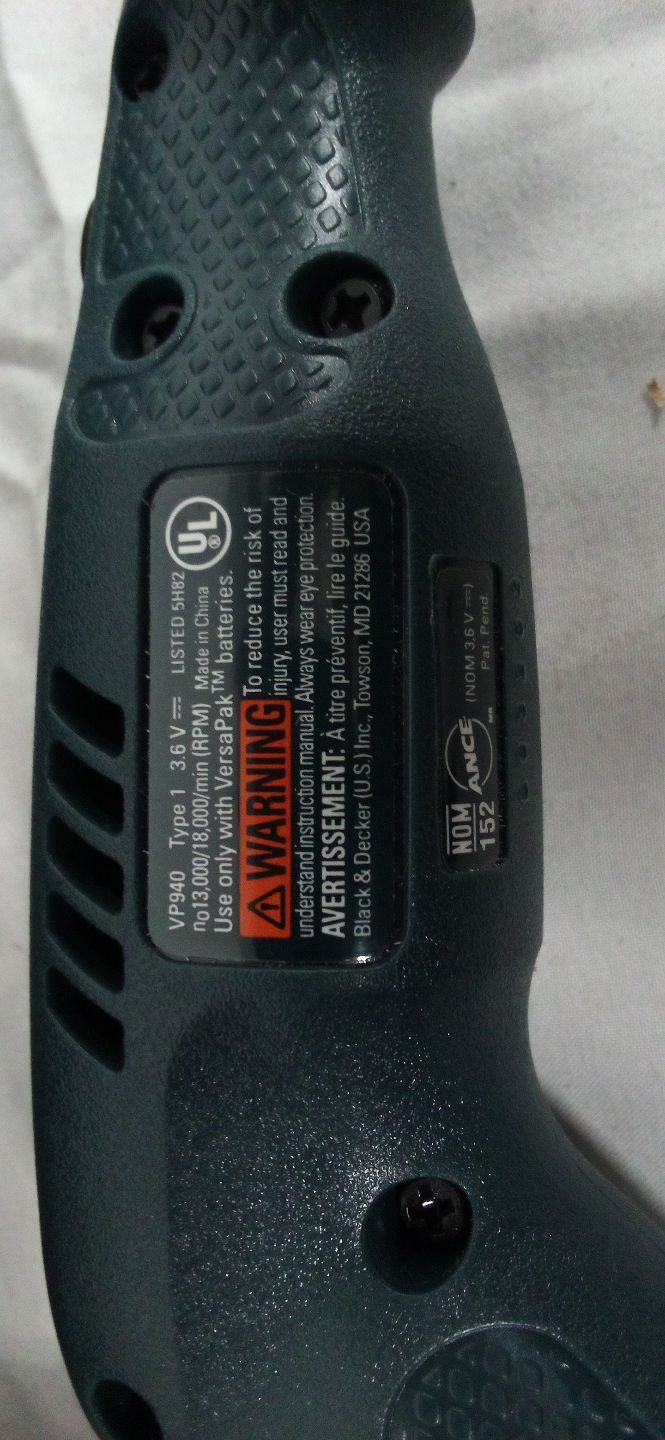 VP940 Type 1 3.6 V ⎓ LISTED 5H82
UL ®
no13,000/18,000/min (RPM) Made in China
Use only with VersaPak™ batteries.
⚠ WARNING To reduce the risk of
injury, user must read and
understand instruction manual. Always wear eye protection.
AVERTISSEMENT: À titre préventif, lire le guide.
Black & Decker (U.S.) Inc., Towson, MD 21286 USA
NOM
152 ANCE MR (NOM 3.6 V ⎓)
Pat. Pend.